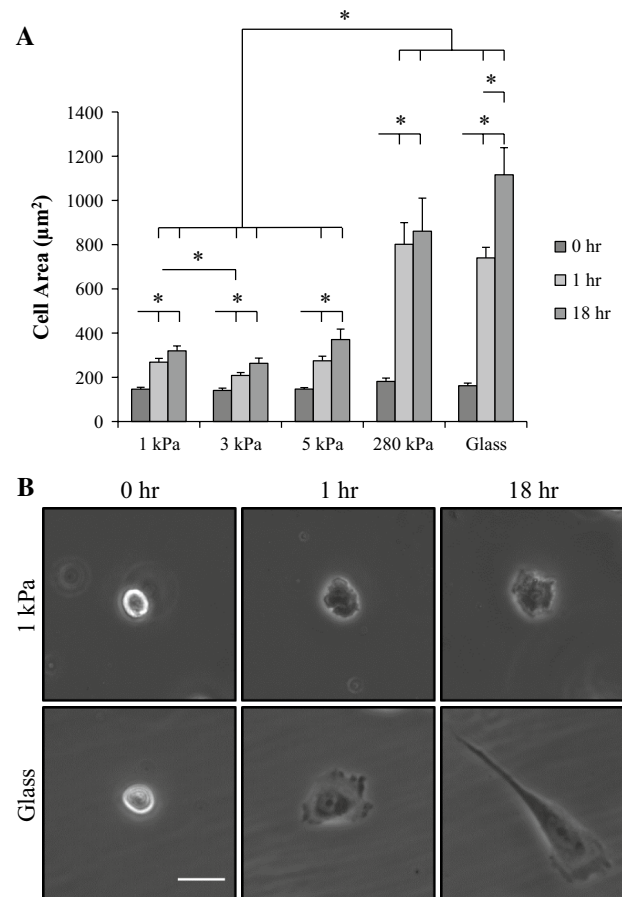 A
*
*
*
*
*
*
*
*
Cell Area (µm²)
1400
1200
1000
800
600
400
200
0
1 kPa
3 kPa
5 kPa
280 kPa
Glass
0 hr
1 hr
18 hr
B
0 hr
1 hr
18 hr
1 kPa
Glass